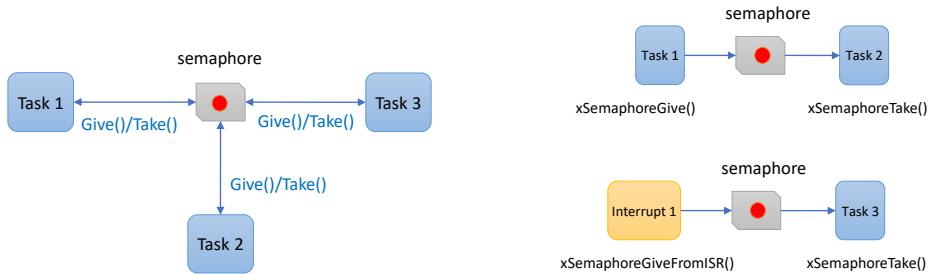 semaphore
Task 1
Task 3
Give()/Take()
Give()/Take()
Give()/Take()
Task 2
semaphore
Task 1
Task 2
xSemaphoreGive()
xSemaphoreTake()
semaphore
Interrupt 1
Task 3
xSemaphoreGiveFromISR()
xSemaphoreTake()